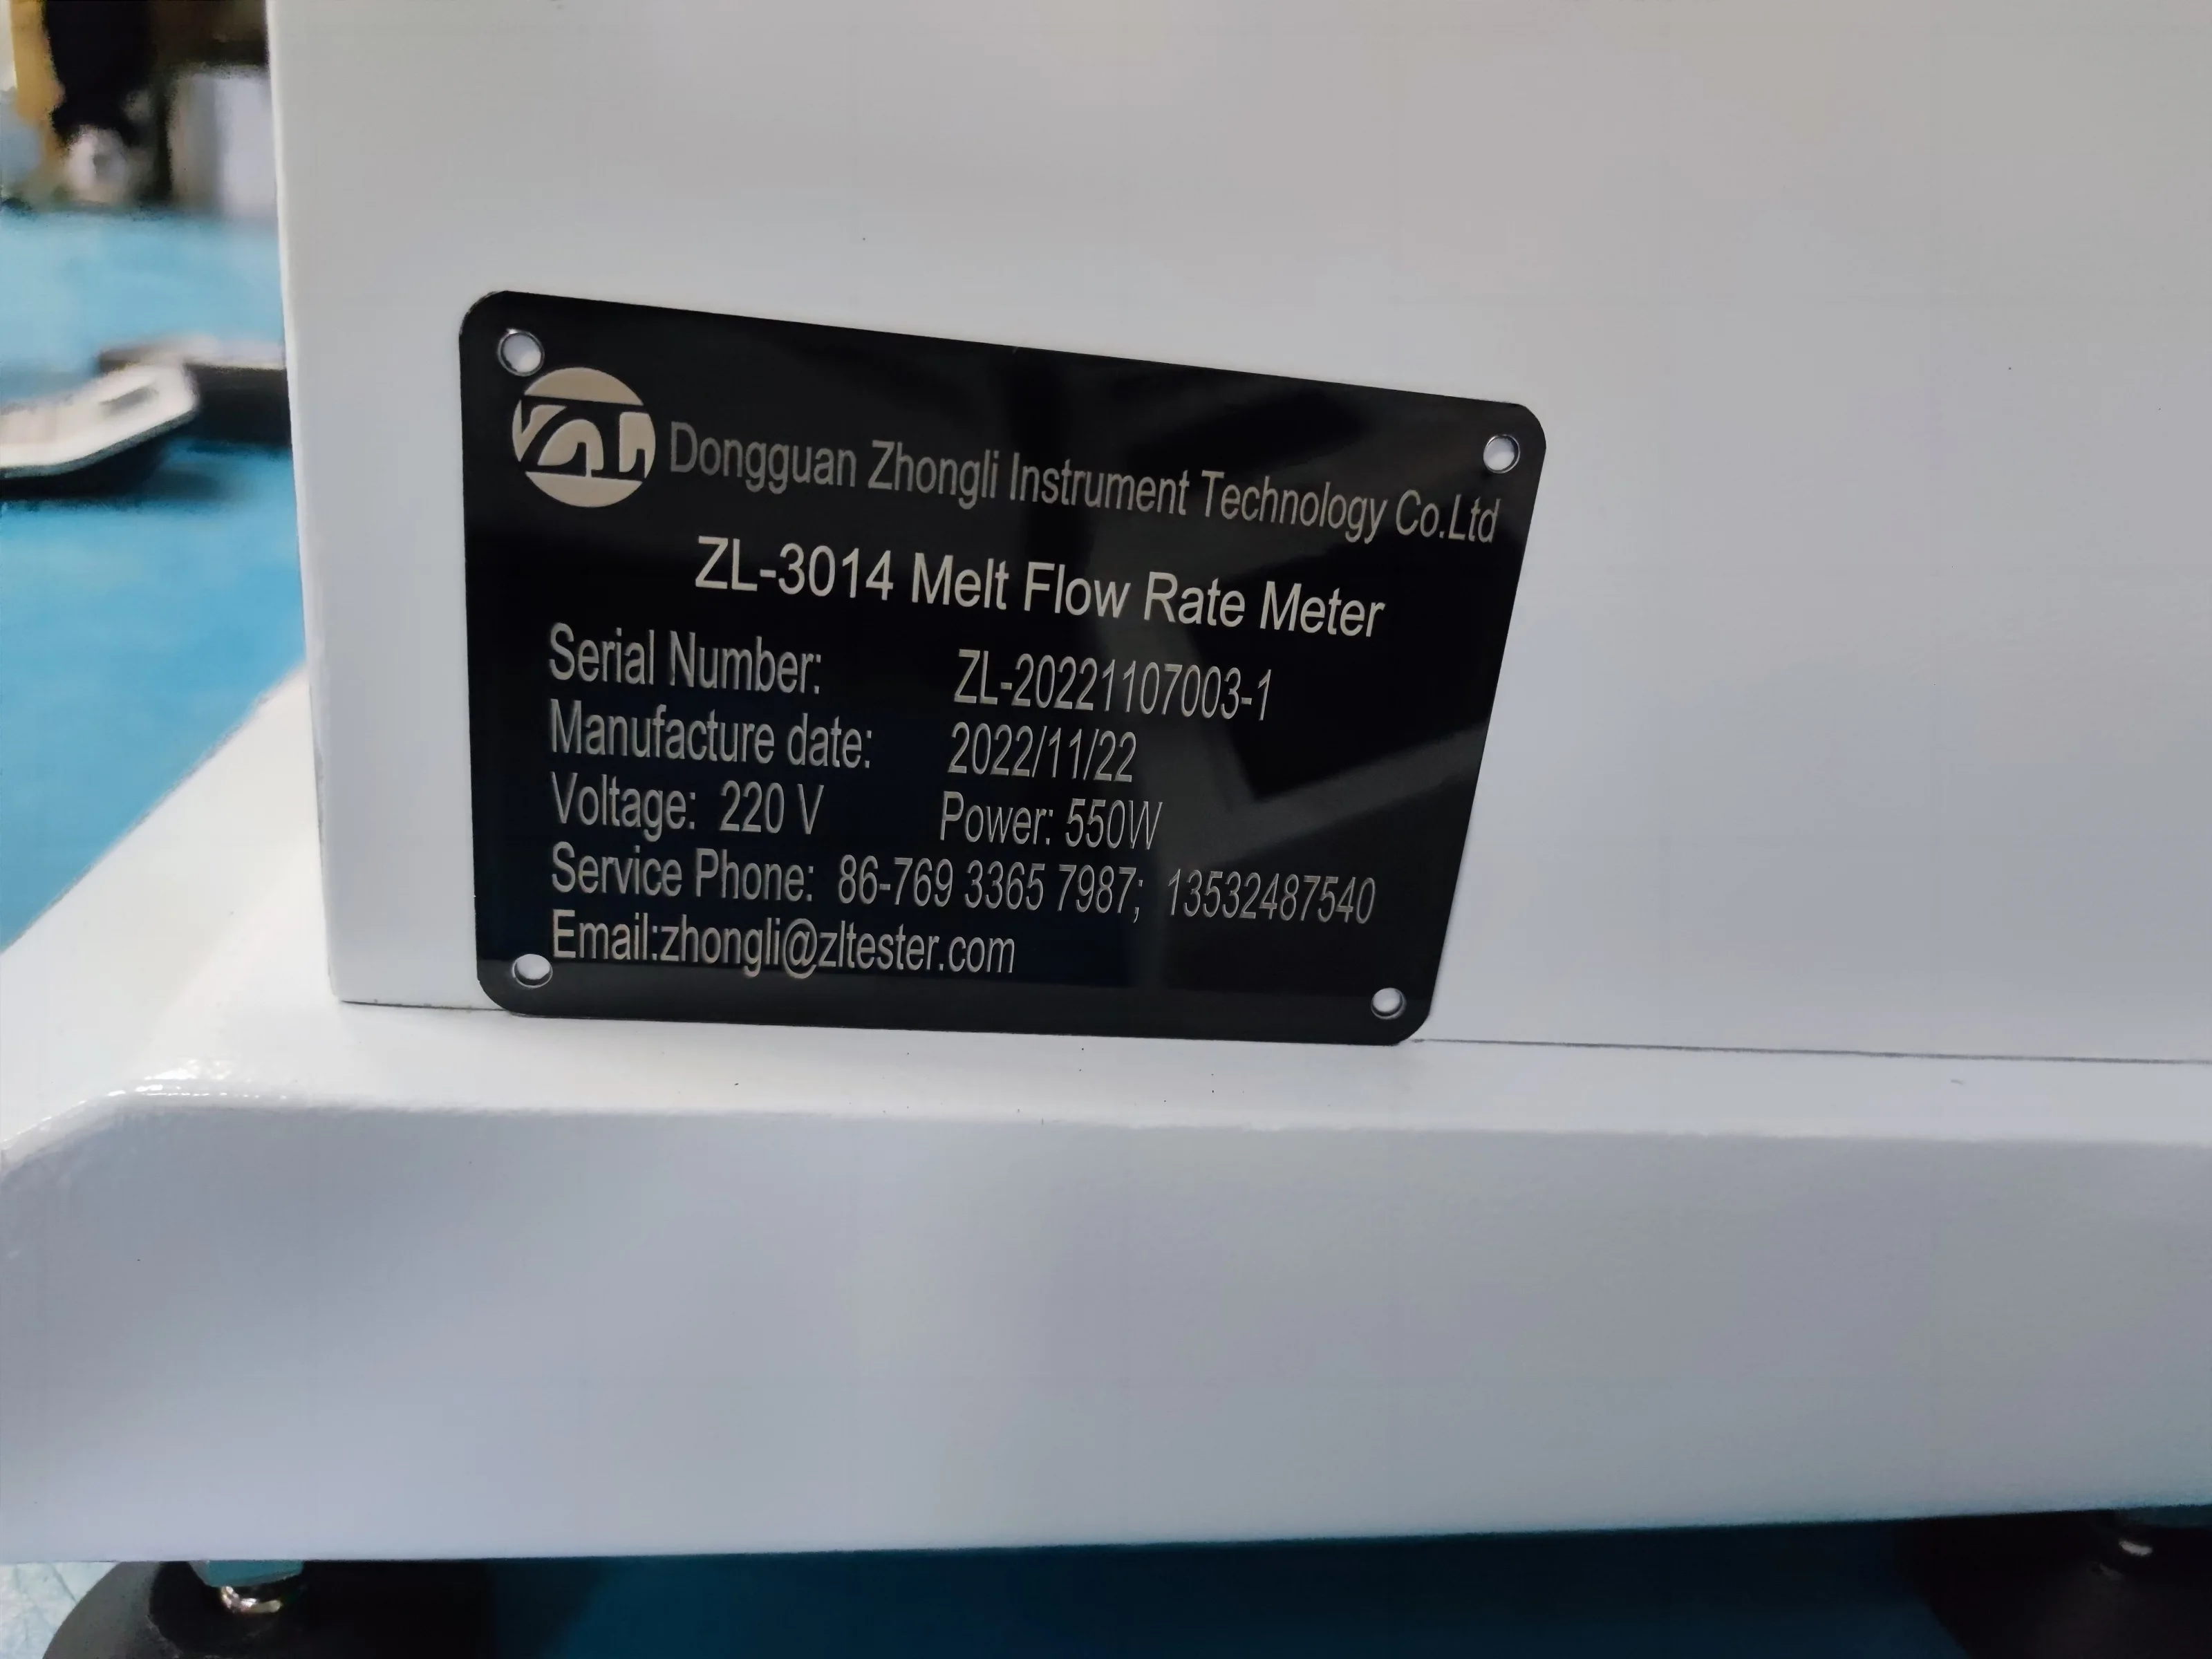 ZL Dongguan Zhongli Instrument Technology Co.Ltd
ZL-3014 Melt Flow Rate Meter
Serial Number: ZL-20221107003-1
Manufacture date: 2022/11/22
Voltage: 220 V Power: 550W
Service Phone: 86-769 3365 7987; 13532487540
Email:zhongli@zltester.com